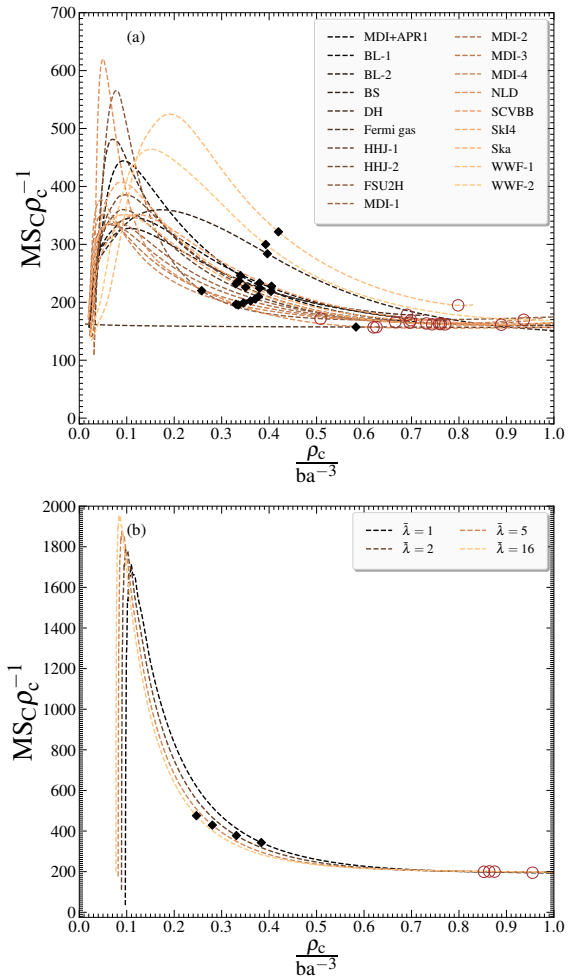 700
600
500
400
300
200
100
0
MS_C ρ_c^{-1}
(a)
MDI+APR1
BL-1
BL-2
BS
DH
Fermi gas
HHJ-1
HHJ-2
FSU2H
MDI-1
MDI-2
MDI-3
MDI-4
NLD
SCVBB
SkI4
Ska
WWF-1
WWF-2
0.0 0.1 0.2 0.3 0.4 0.5 0.6 0.7 0.8 0.9 1.0
ρ_c
ba^{-3}
2000
1800
1600
1400
1200
1000
800
600
400
200
0
MS_C ρ_c^{-1}
(b)
λ̄ = 1
λ̄ = 2
λ̄ = 5
λ̄ = 16
0.0 0.1 0.2 0.3 0.4 0.5 0.6 0.7 0.8 0.9 1.0
ρ_c
ba^{-3}